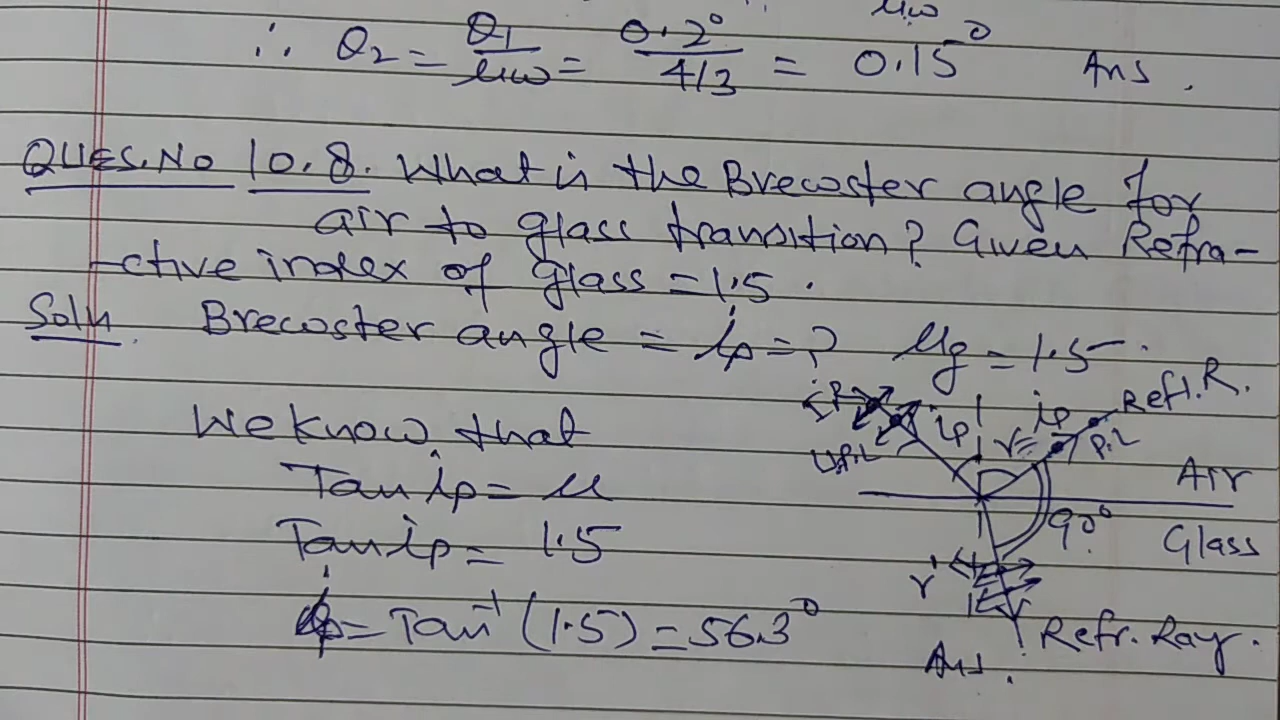 μω
∴ θ2 = θ1/μω = 0.2°/4/3 = 0.15° Ans.
QUES.No 10.8. What is the Brewster angle for
air to glass transition? Given Refra-
-ctive index of glass = 1.5.
Soln. Brewster angle = ip = ? μg = 1.5.
I.R. ip ip Refl.R.
We know that U.P.L r= P.L
Tan ip = μ Air
Tan ip = 1.5 90° Glass
r'
ip = Tan⁻¹ (1.5) = 56.3° Refr. Ray.
Ans.